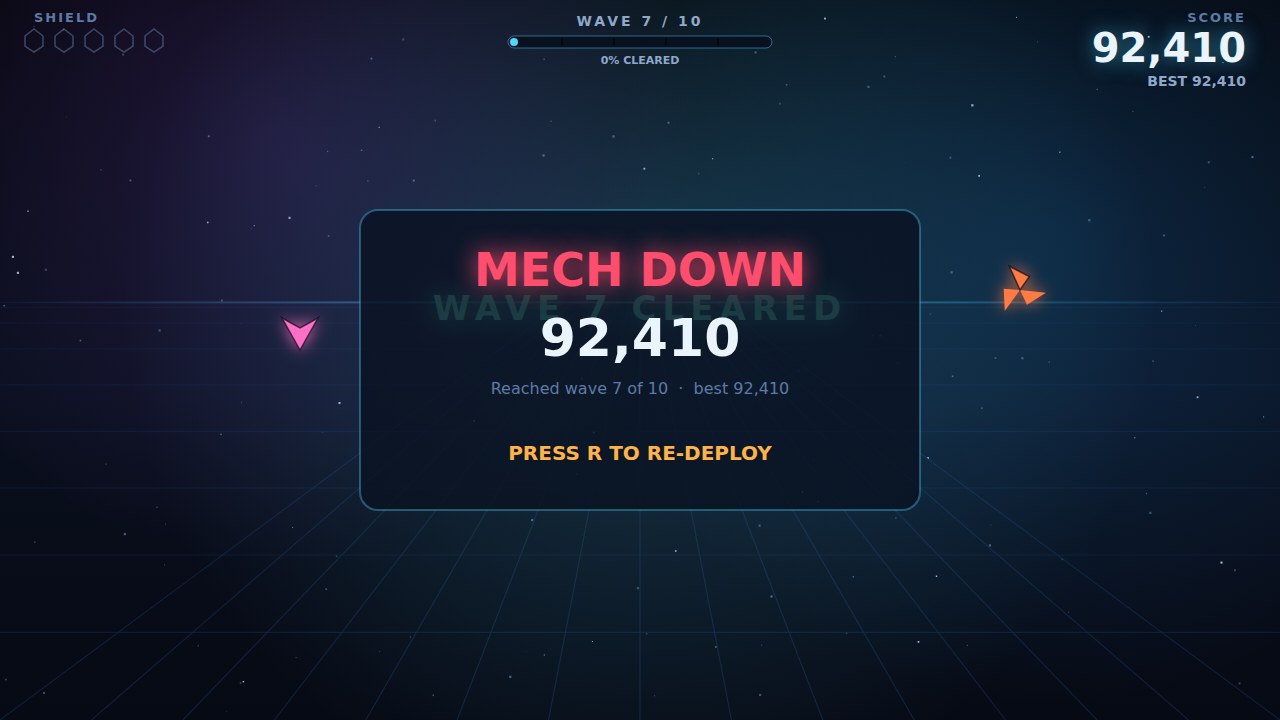 SHIELD
WAVE 7 / 10
0% CLEARED
SCORE
92,410
BEST 92,410
MECH DOWN
WAVE 7 CLEARED
92,410
Reached wave 7 of 10 · best 92,410
PRESS R TO RE-DEPLOY